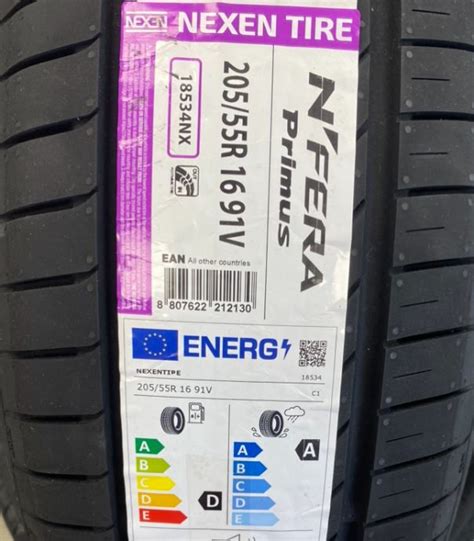 NEXEN NEXEN TIRE
18534NX
205/55R 16 91V
N'FERA
Primus
EAN All other countries
8 807622 212130
ENERG
NEXENTIRE 18534
205/55R 16 91V C1
A
B
C
D
E
D
A
B
C
D
E
A